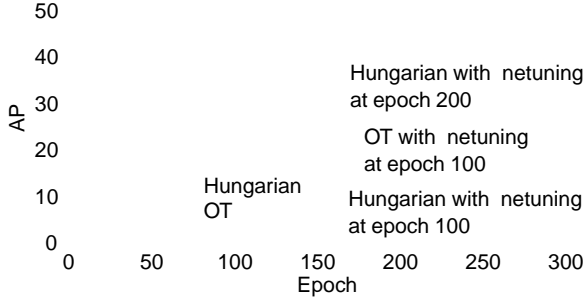 50
40
30
20
10
0
AP
Hungarian with netuning
at epoch 200
OT with netuning
at epoch 100
Hungarian
OT
Hungarian with netuning
at epoch 100
0 50 100 150 200 250 300
Epoch